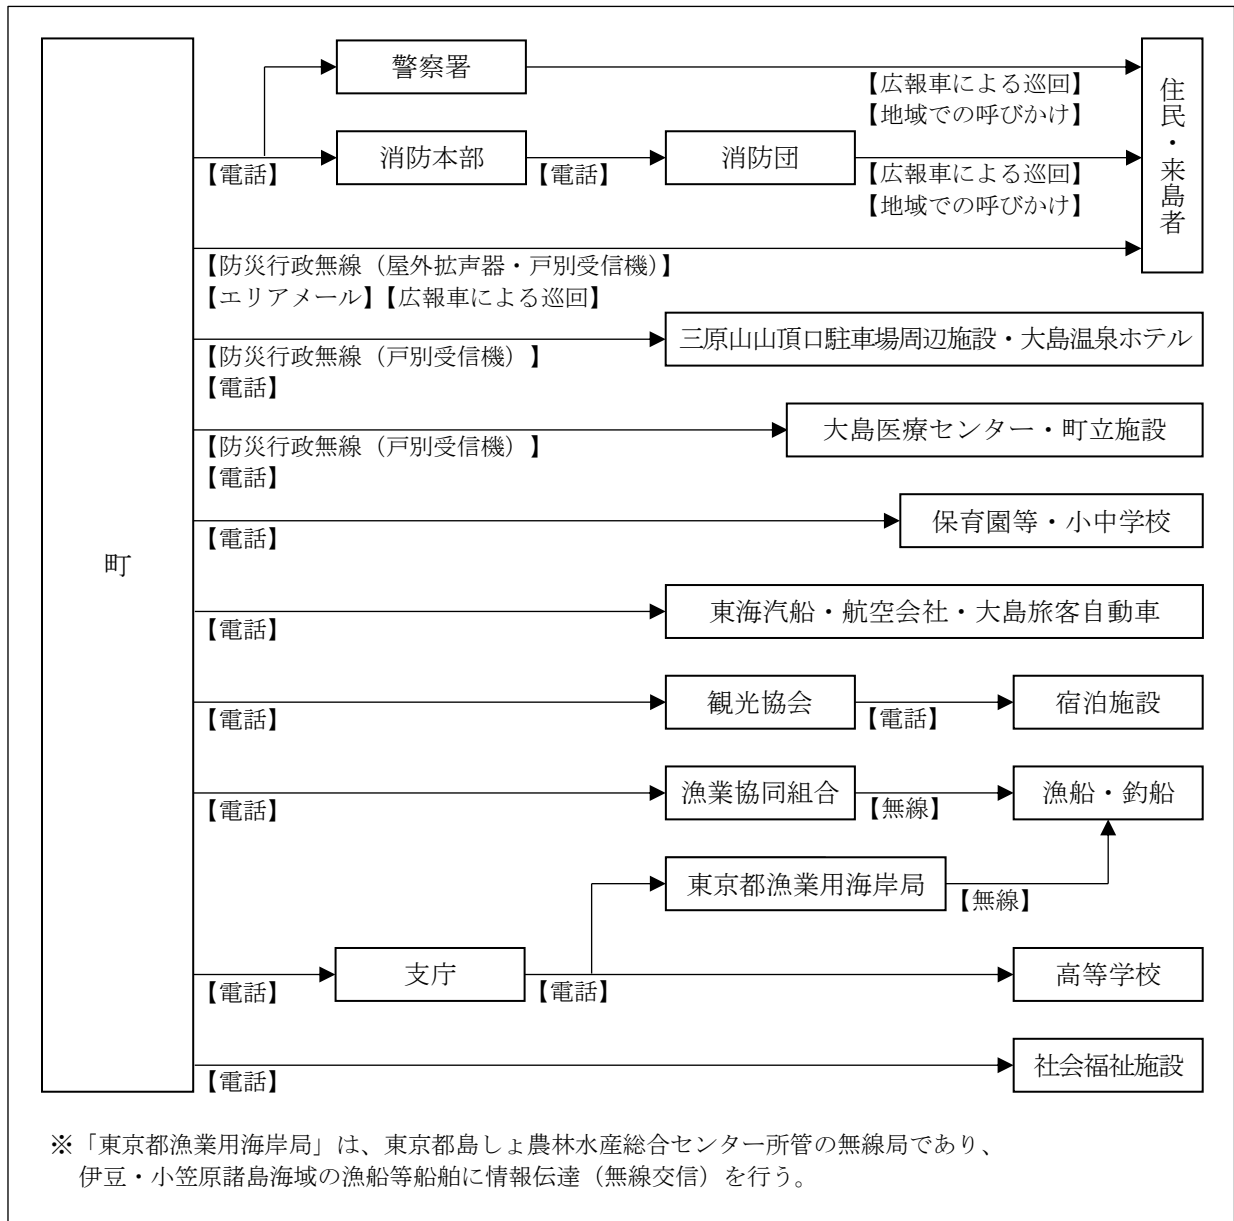 警察署
【広報車による巡回】
【地域での呼びかけ】
住民・来島者
消防本部
消防団
【電話】
【電話】
【広報車による巡回】
【地域での呼びかけ】
【防災行政無線（屋外拡声器・戸別受信機）】
【エリアメール】【広報車による巡回】
三原山山頂口駐車場周辺施設・大島温泉ホテル
【防災行政無線（戸別受信機）】
【電話】
大島医療センター・町立施設
【防災行政無線（戸別受信機）】
【電話】
保育園等・小中学校
【電話】
町
東海汽船・航空会社・大島旅客自動車
【電話】
観光協会
宿泊施設
【電話】
【電話】
漁業協同組合
漁船・釣船
【電話】
【無線】
東京都漁業用海岸局
【無線】
支庁
高等学校
【電話】
【電話】
社会福祉施設
【電話】
※「東京都漁業用海岸局」は、東京都島しょ農林水産総合センター所管の無線局であり、
伊豆・小笠原諸島海域の漁船等船舶に情報伝達（無線交信）を行う。